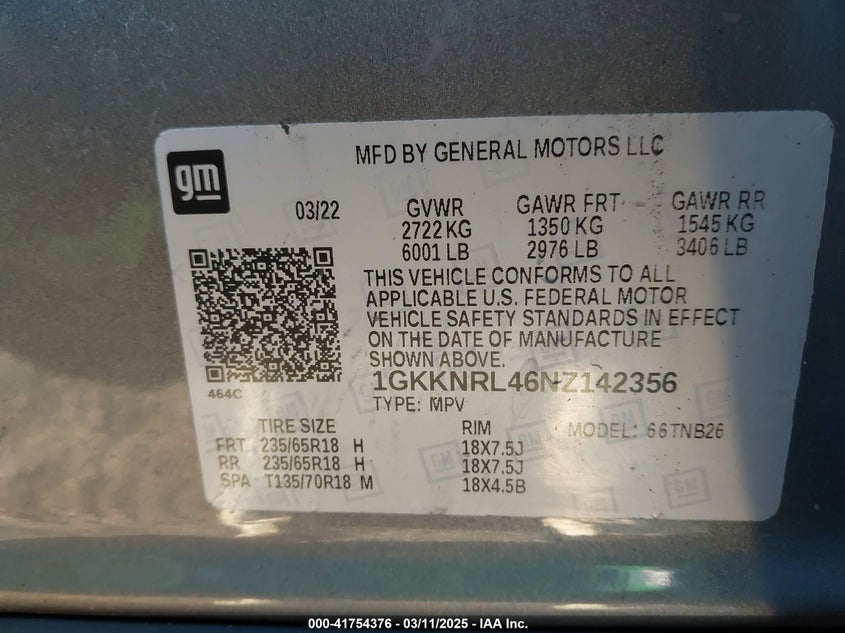 gm
MFD BY GENERAL MOTORS LLC
03/22 GVWR GAWR FRT GAWR RR
2722 KG 1350 KG 1545 KG
6001 LB 2976 LB 3406 LB
THIS VEHICLE CONFORMS TO ALL
APPLICABLE U.S. FEDERAL MOTOR
VEHICLE SAFETY STANDARDS IN EFFECT
ON THE DATE OF MANUFACTURE
SHOWN ABOVE.
1GKKNRL46NZ142356
464C
TYPE: MPV
TIRE SIZE RIM MODEL: 66TNB26
FRT 235/65R18 H 18X7.5J
RR 235/65R18 H 18X7.5J
SPA T135/70R18 M 18X4.5B
000-41754376 - 03/11/2025 - IAA Inc.